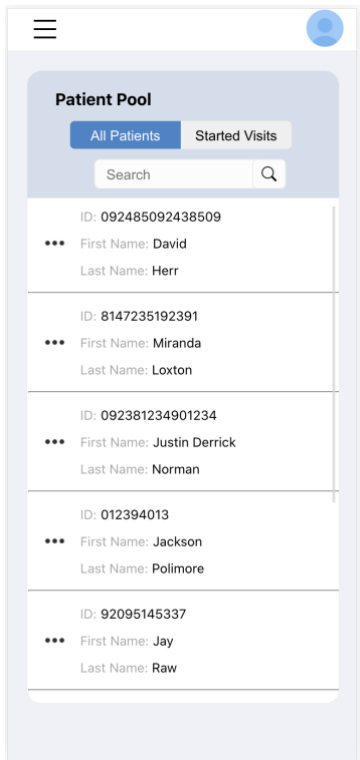 Patient Pool
All Patients Started Visits
Search
ID: 092485092438509
First Name: David
Last Name: Herr
ID: 8147235192391
First Name: Miranda
Last Name: Loxton
ID: 092381234901234
First Name: Justin Derrick
Last Name: Norman
ID: 012394013
First Name: Jackson
Last Name: Polimore
ID: 92095145337
First Name: Jay
Last Name: Raw